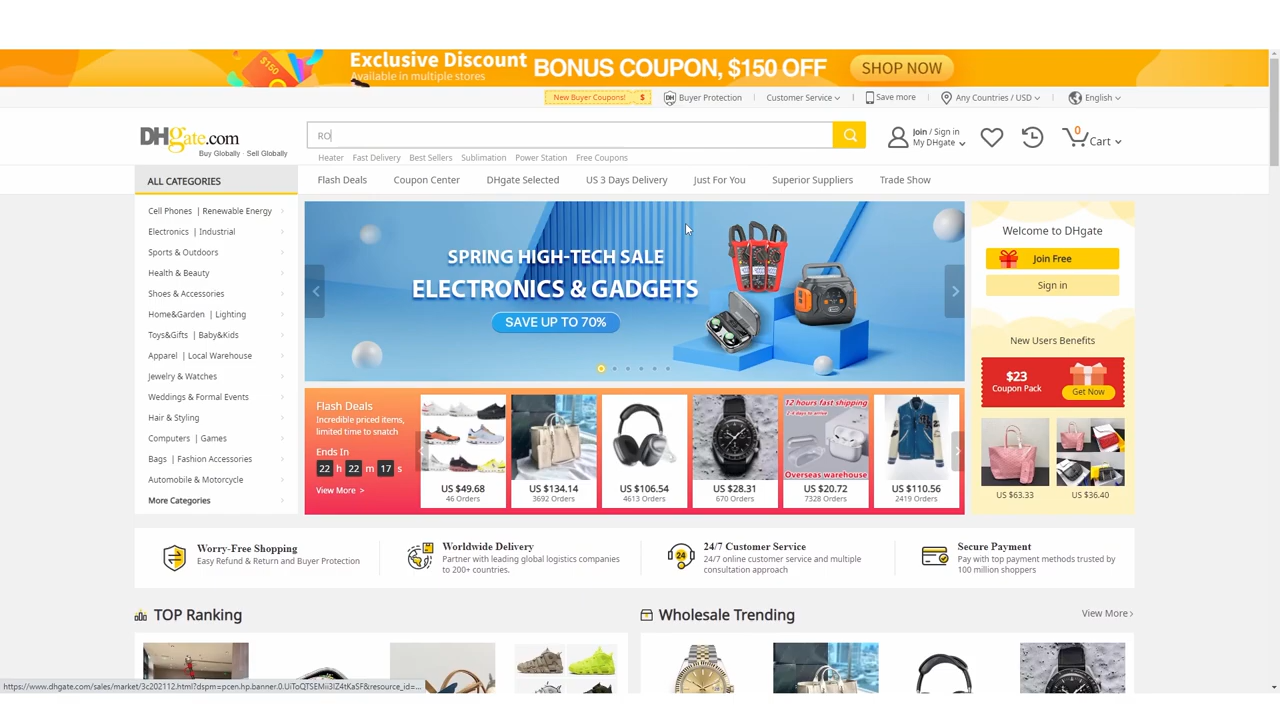 Exclusive Discount
Available in multiple stores
BONUS COUPON, $150 OFF
SHOP NOW
$150
New Buyer Coupons! $
DH Buyer Protection
Customer Service
Save more
Any Countries / USD
English
DHgate.com
Buy Globally · Sell Globally
RO
Join / Sign in
My DHgate
0
Cart
Heater Fast Delivery Best Sellers Sublimation Power Station Free Coupons
ALL CATEGORIES
Flash Deals Coupon Center DHgate Selected US 3 Days Delivery Just For You Superior Suppliers Trade Show
Cell Phones | Renewable Energy
Electronics | Industrial
Sports & Outdoors
Health & Beauty
Shoes & Accessories
Home&Garden | Lighting
Toys&Gifts | Baby&Kids
Apparel | Local Warehouse
Jewelry & Watches
Weddings & Formal Events
Hair & Styling
Computers | Games
Bags | Fashion Accessories
Automobile & Motorcycle
More Categories
SPRING HIGH-TECH SALE
ELECTRONICS & GADGETS
SAVE UP TO 70%
Welcome to DHgate
Join Free
Sign in
New Users Benefits
$23
Coupon Pack
Get Now
US $63.33
US $36.40
Flash Deals
Incredible priced items,
limited time to snatch
Ends In
22 h 22 m 17 s
View More >
US $49.68
46 Orders
US $134.14
3692 Orders
US $106.54
4613 Orders
US $28.31
670 Orders
12 hours fast shipping
Overseas warehouse
US $20.72
7328 Orders
US $110.56
2419 Orders
Worry-Free Shopping
Easy Refund & Return and Buyer Protection
Worldwide Delivery
Partner with leading global logistics companies
to 200+ countries.
24
24/7 Customer Service
24/7 online customer service and multiple
consultation approach
Secure Payment
Pay with top payment methods trusted by
100 million shoppers
TOP Ranking
Wholesale Trending
View More >